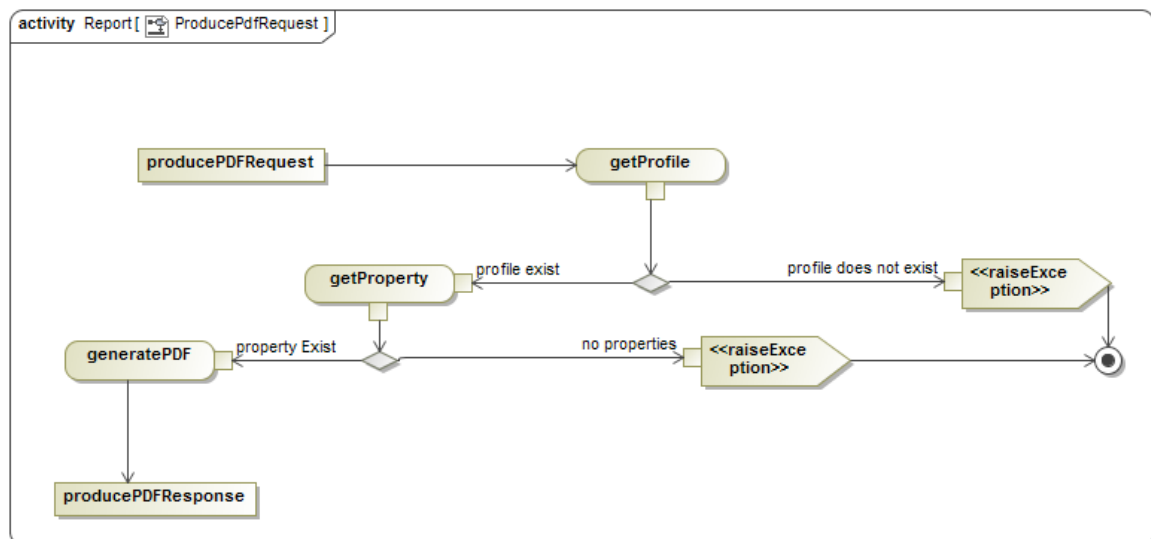 activity Report [ ProducePdfRequest ]
producePDFRequest
getProfile
getProperty
profile exist
profile does not exist
<<raiseExce
ption>>
generatePDF
property Exist
no properties
<<raiseExce
ption>>
producePDFResponse